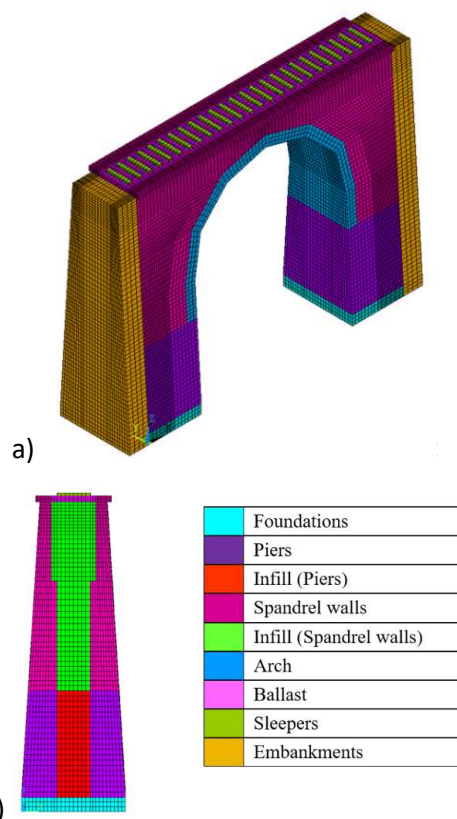 a)
)
Foundations
Piers
Infill (Piers)
Spandrel walls
Infill (Spandrel walls)
Arch
Ballast
Sleepers
Embankments